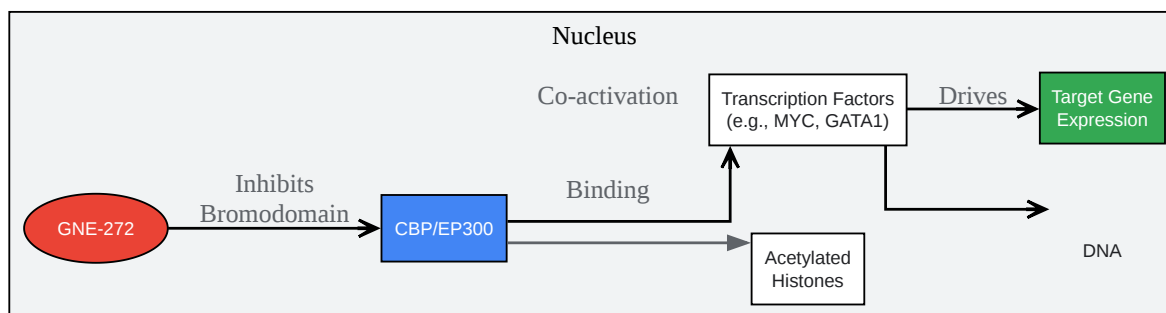 Nucleus
Co-activation
Transcription Factors
(e.g., MYC, GATA1)
Drives
Target Gene
Expression
Inhibits
Bromodomain
Binding
GNE-272
CBP/EP300
Acetylated
Histones
DNA